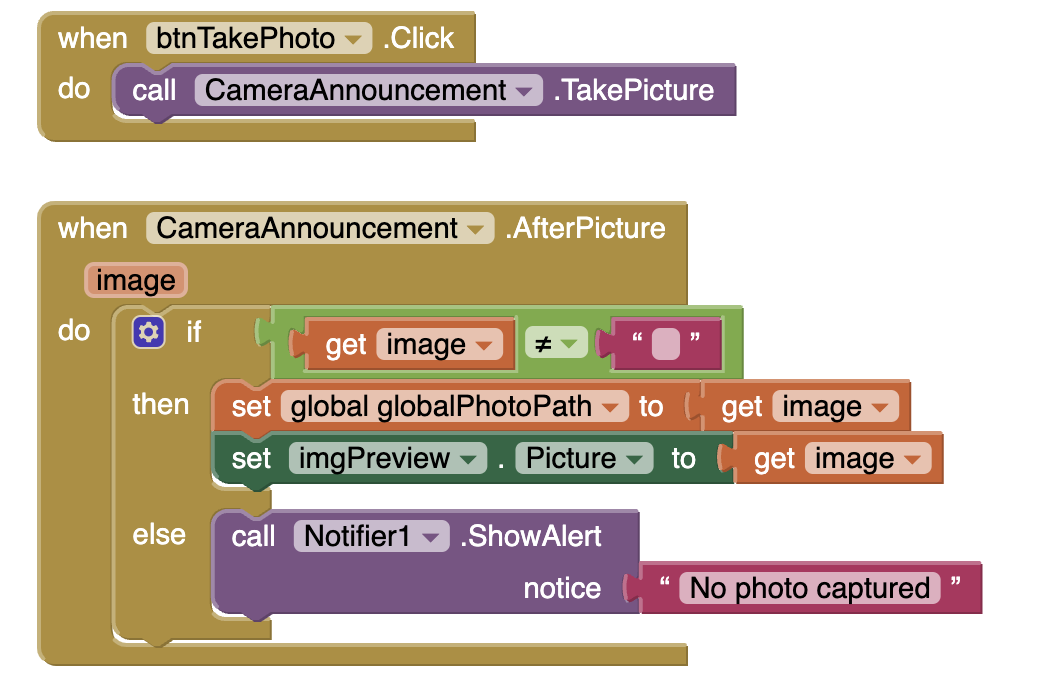 when btnTakePhoto .Click
do call CameraAnnouncement .TakePicture
when CameraAnnouncement .AfterPicture
image
do if get image ≠ “ ”
then set global globalPhotoPath to get image
set imgPreview . Picture to get image
else call Notifier1 .ShowAlert
notice “ No photo captured ”